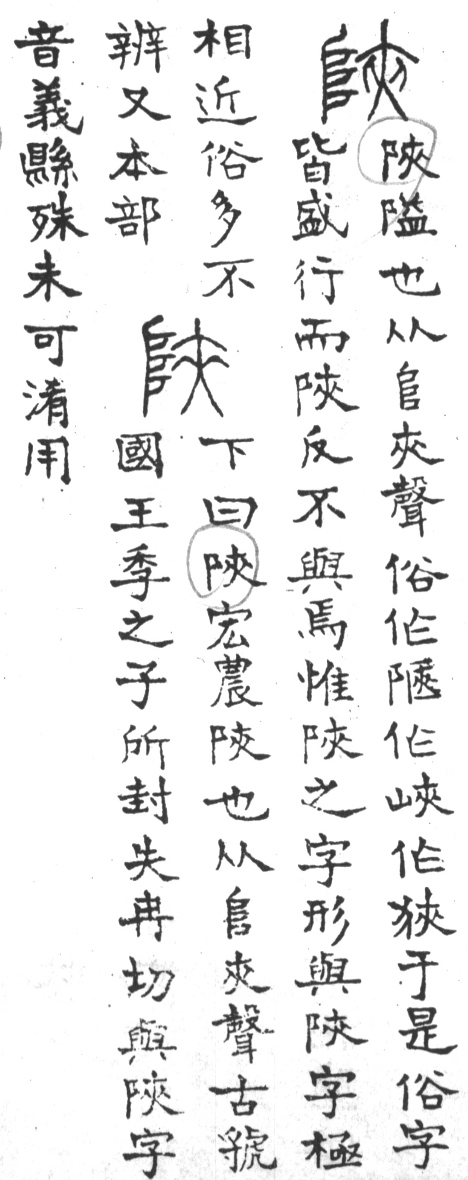 陜
陜隘也从𨸏夾聲俗作陿作峽作狹于是俗字
皆盛行而陜反不與焉惟陝之字形與陜字極
相近俗多不
辨又本部
陝
下曰陝宏農陝也从𨸏㚒聲古虢
國王季之子所封失冉切與陜字
音義縣殊未可淆用